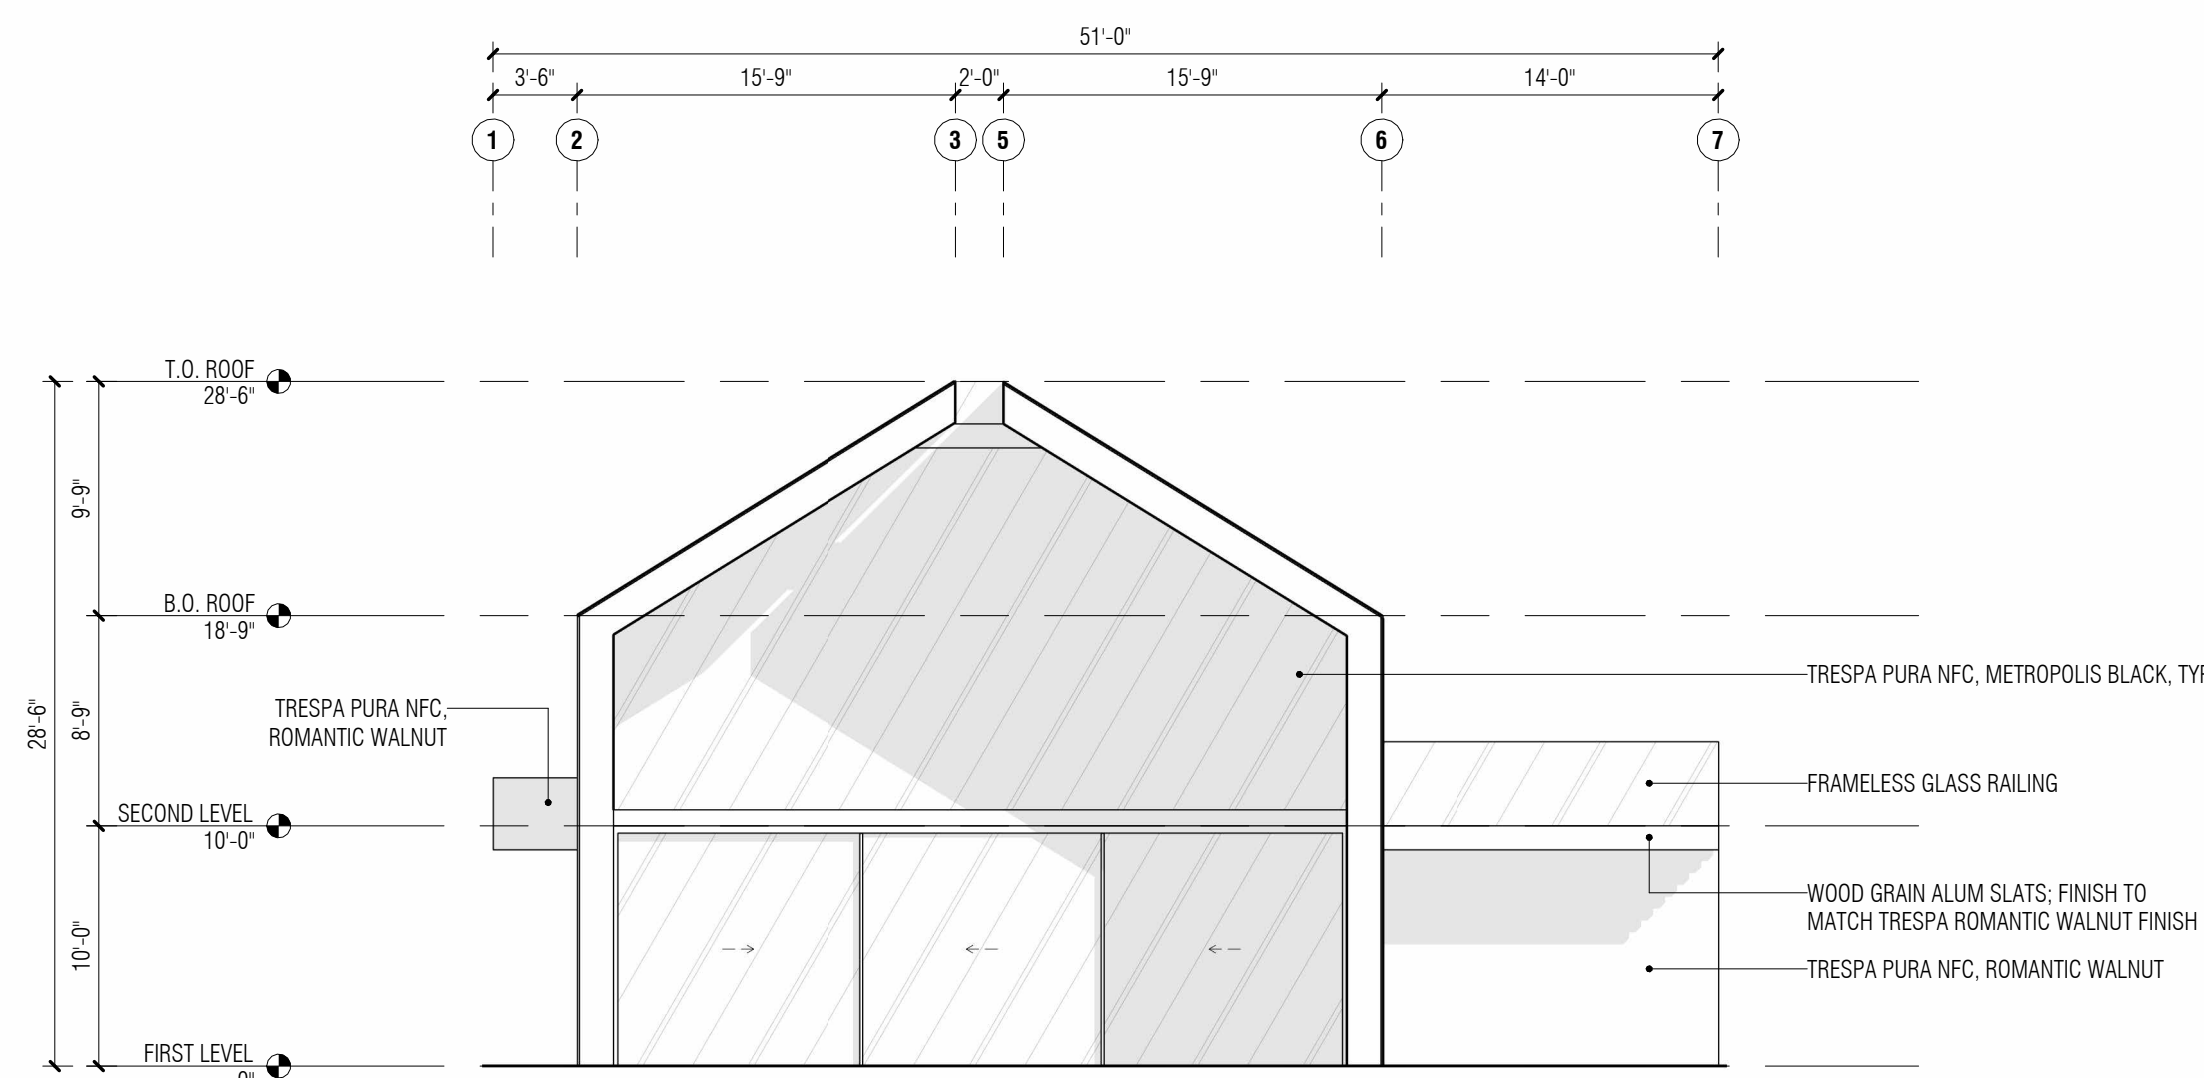 51'-0"
3'-6" 15'-9" 2'-0" 15'-9" 14'-0"
1 2 3 5 6 7
T.O. ROOF
28'-6"
9'-9"
B.O. ROOF
18'-9"
TRESPA PURA NFC, METROPOLIS BLACK, TYP
TRESPA PURA NFC,
ROMANTIC WALNUT
28'-6"
8'-9"
FRAMELESS GLASS RAILING
SECOND LEVEL
10'-0"
WOOD GRAIN ALUM SLATS; FINISH TO
MATCH TRESPA ROMANTIC WALNUT FINISH
10'-0"
TRESPA PURA NFC, ROMANTIC WALNUT
FIRST LEVEL
0"